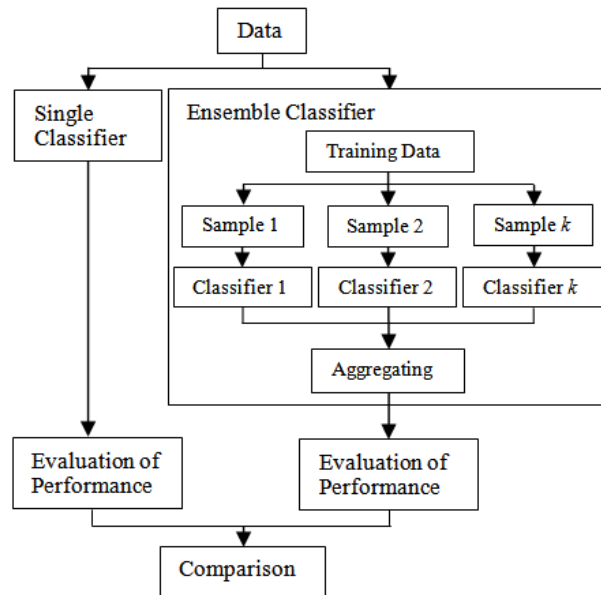 Data
Single
Classifier
Ensemble Classifier
Training Data
Sample 1
Sample 2
Sample k
Classifier 1
Classifier 2
Classifier k
Aggregating
Evaluation of
Performance
Evaluation of
Performance
Comparison